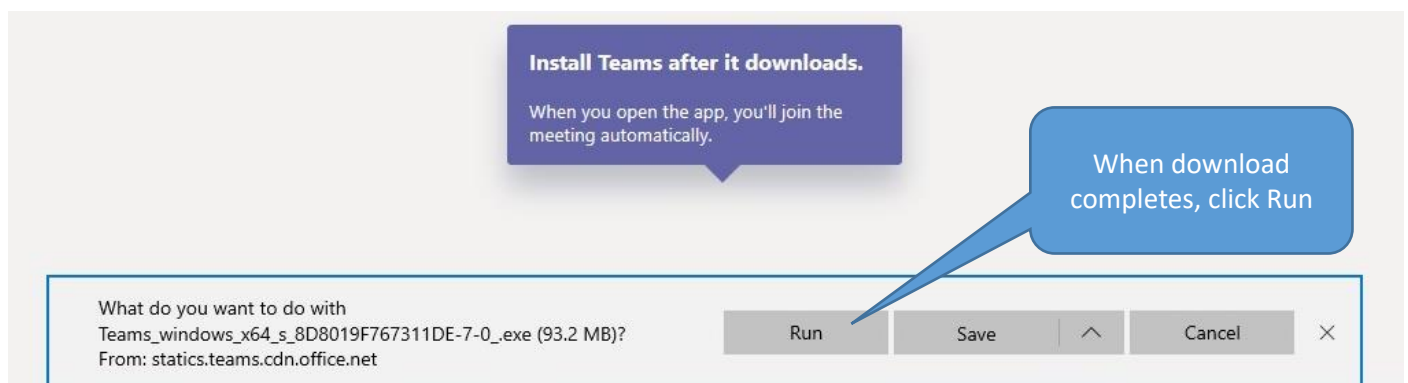 Install Teams after it downloads.
When you open the app, you'll join the
meeting automatically.
When download
completes, click Run
What do you want to do with
Teams_windows_x64_s_8D8019F767311DE-7-0_.exe (93.2 MB)?
From: statics.teams.cdn.office.net
Run
Save
Cancel